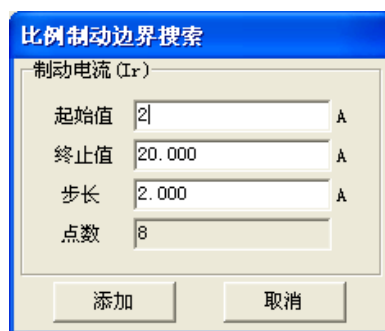 比例制动边界搜索
制动电流(Ir)
起始值 2 A
终止值 20.000 A
步长 2.000 A
点数 8
添加 取消